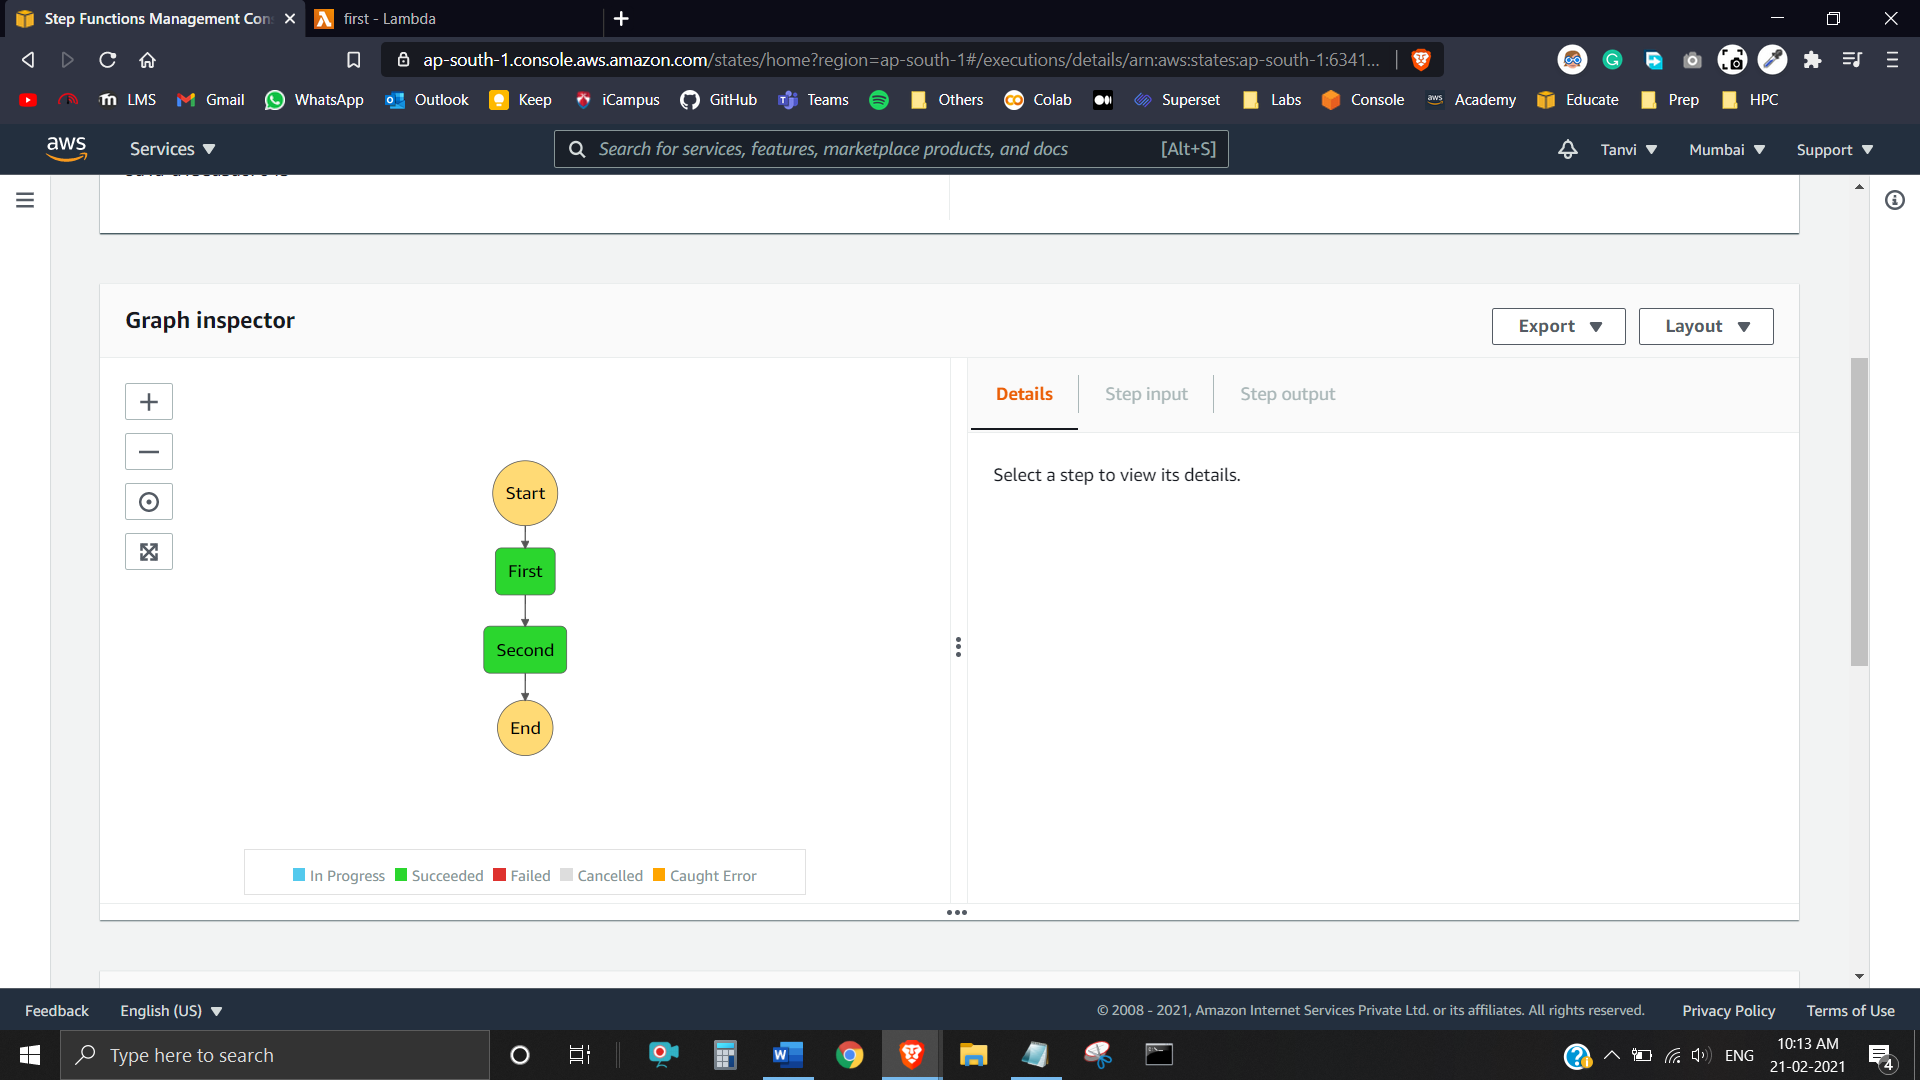 Step Functions Management Con
first - Lambda
ap-south-1.console.aws.amazon.com/states/home?region=ap-south-1#/executions/details/arn:aws:states:ap-south-1:6341...
LMS Gmail WhatsApp Outlook Keep iCampus GitHub Teams Others Colab Superset Labs Console aws Academy Educate Prep HPC
aws Services Search for services, features, marketplace products, and docs [Alt+S] Tanvi Mumbai Support
Graph inspector
Export Layout
Details Step input Step output
Select a step to view its details.
Start
First
Second
End
In Progress Succeeded Failed Cancelled Caught Error
Feedback English (US) © 2008 - 2021, Amazon Internet Services Private Ltd. or its affiliates. All rights reserved. Privacy Policy Terms of Use
Type here to search
ENG
10:13 AM
21-02-2021
4